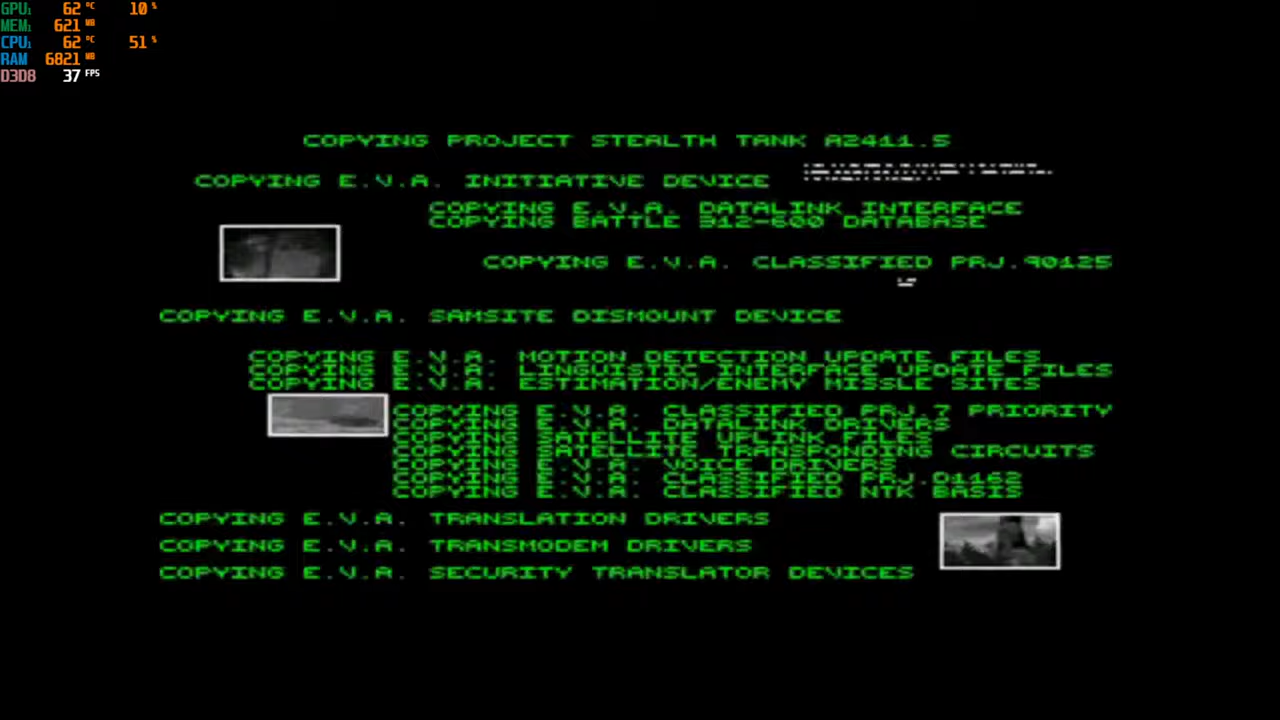 GPU1 62 °C 10 %
MEM1 621 MB
CPU1 62 °C 51 %
RAM 6821 MB
D3D8 37 FPS
COPYING PROJECT STEALTH TANK A2411.5
COPYING E.V.A. INITIATIVE DEVICE
COPYING E.V.A. DATALINK INTERFACE
COPYING BATTLE 312-600 DATABASE
COPYING E.V.A. CLASSIFIED PRJ.90125
COPYING E.V.A. SAMSITE DISMOUNT DEVICE
COPYING E.V.A. MOTION DETECTION UPDATE FILES
COPYING E.V.A. LINGUISTIC INTERFACE UPDATE FILES
COPYING E.V.A. ESTIMATION/ENEMY MISSLE SITES
COPYING E.V.A. CLASSIFIED PRJ.7 PRIORITY
COPYING E.V.A. DATALINK DRIVERS
COPYING SATELLITE UPLINK FILES
COPYING SATELLITE TRANSPONDING CIRCUITS
COPYING E.V.A. VOICE DRIVERS
COPYING E.V.A. CLASSIFIED PRJ.D1162
COPYING E.V.A. CLASSIFIED NTK BASIS
COPYING E.V.A. TRANSLATION DRIVERS
COPYING E.V.A. TRANSMODEM DRIVERS
COPYING E.V.A. SECURITY TRANSLATOR DEVICES